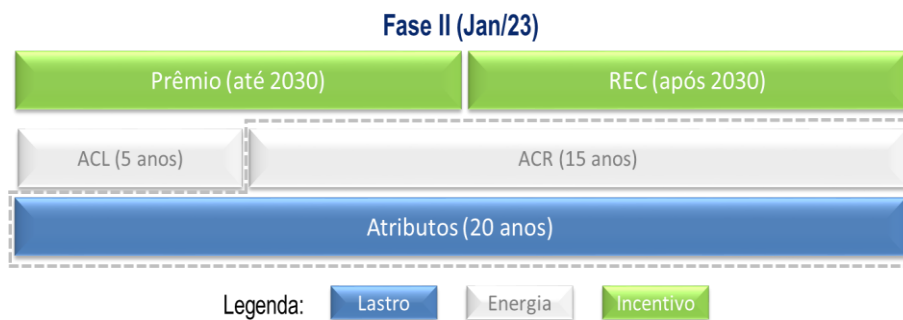 Fase II (Jan/23)
Prêmio (até 2030) REC (após 2030)
ACL (5 anos) ACR (15 anos)
Atributos (20 anos)
Legenda: Lastro Energia Incentivo